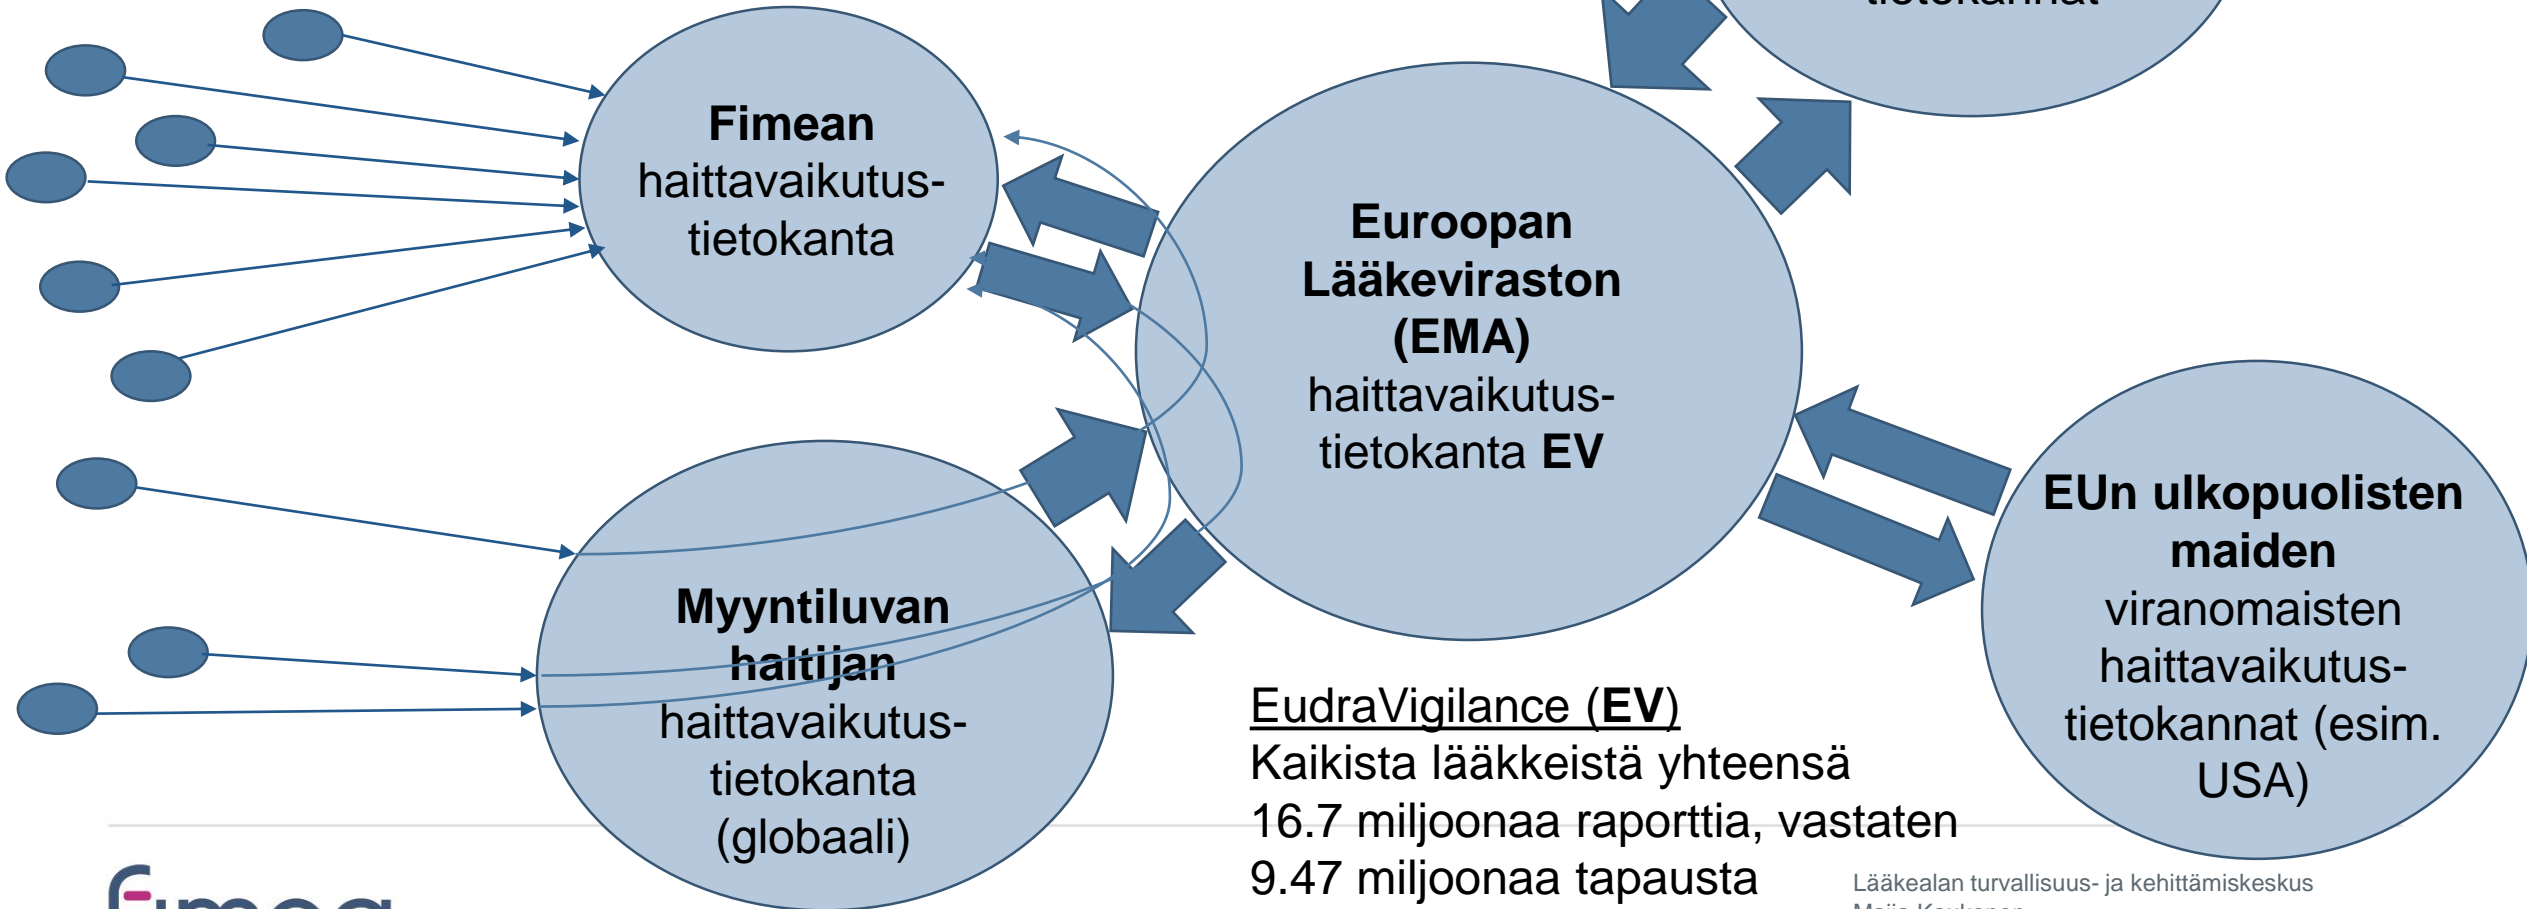 tietokannat
Fimean
haittavaikutus-
tietokanta
Euroopan
Lääkeviraston
(EMA)
haittavaikutus-
tietokanta EV
EUn ulkopuolisten
maiden
viranomaisten
haittavaikutus-
tietokannat (esim.
USA)
Myyntiluvan
haltijan
haittavaikutus-
tietokanta
(globaali)
EudraVigilance (EV)
Kaikista lääkkeistä yhteensä
16.7 miljoonaa raporttia, vastaten
9.47 miljoonaa tapausta
Lääkealan turvallisuus- ja kehittämiskeskus
fimea